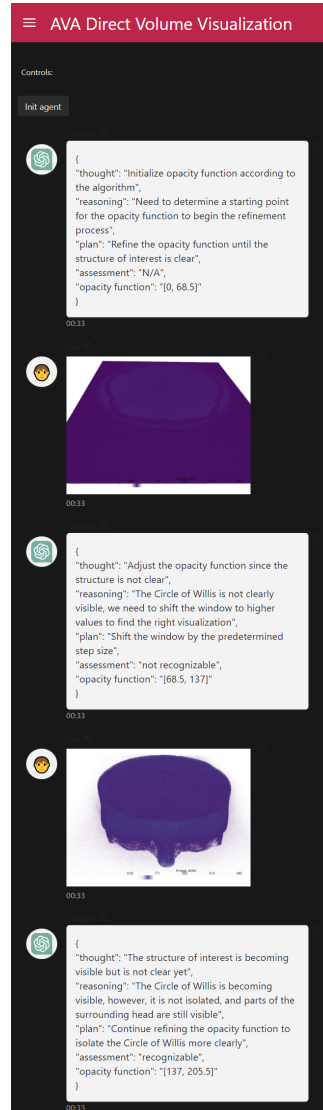 AVA Direct Volume Visualization
Controls:
Init agent
{
"thought": "Initialize opacity function according to
the algorithm",
"reasoning": "Need to determine a starting point
for the opacity function to begin the refinement
process",
"plan": "Refine the opacity function until the
structure of interest is clear",
"assessment": "N/A",
"opacity function": "[0, 68.5]"
}
00:33
00:33
{
"thought": "Adjust the opacity function since the
structure is not clear",
"reasoning": "The Circle of Willis is not clearly
visible, we need to shift the window to higher
values to find the right visualization",
"plan": "Shift the window by the predetermined
step size",
"assessment": "not recognizable",
"opacity function": "[68.5, 137]"
}
00:33
00:33
{
"thought": "The structure of interest is becoming
visible but is not clear yet",
"reasoning": "The Circle of Willis is becoming
visible, however, it is not isolated, and parts of the
surrounding head are still visible",
"plan": "Continue refining the opacity function to
isolate the Circle of Willis more clearly",
"assessment": "recognizable",
"opacity function": "[137, 205.5]"
}
00:33